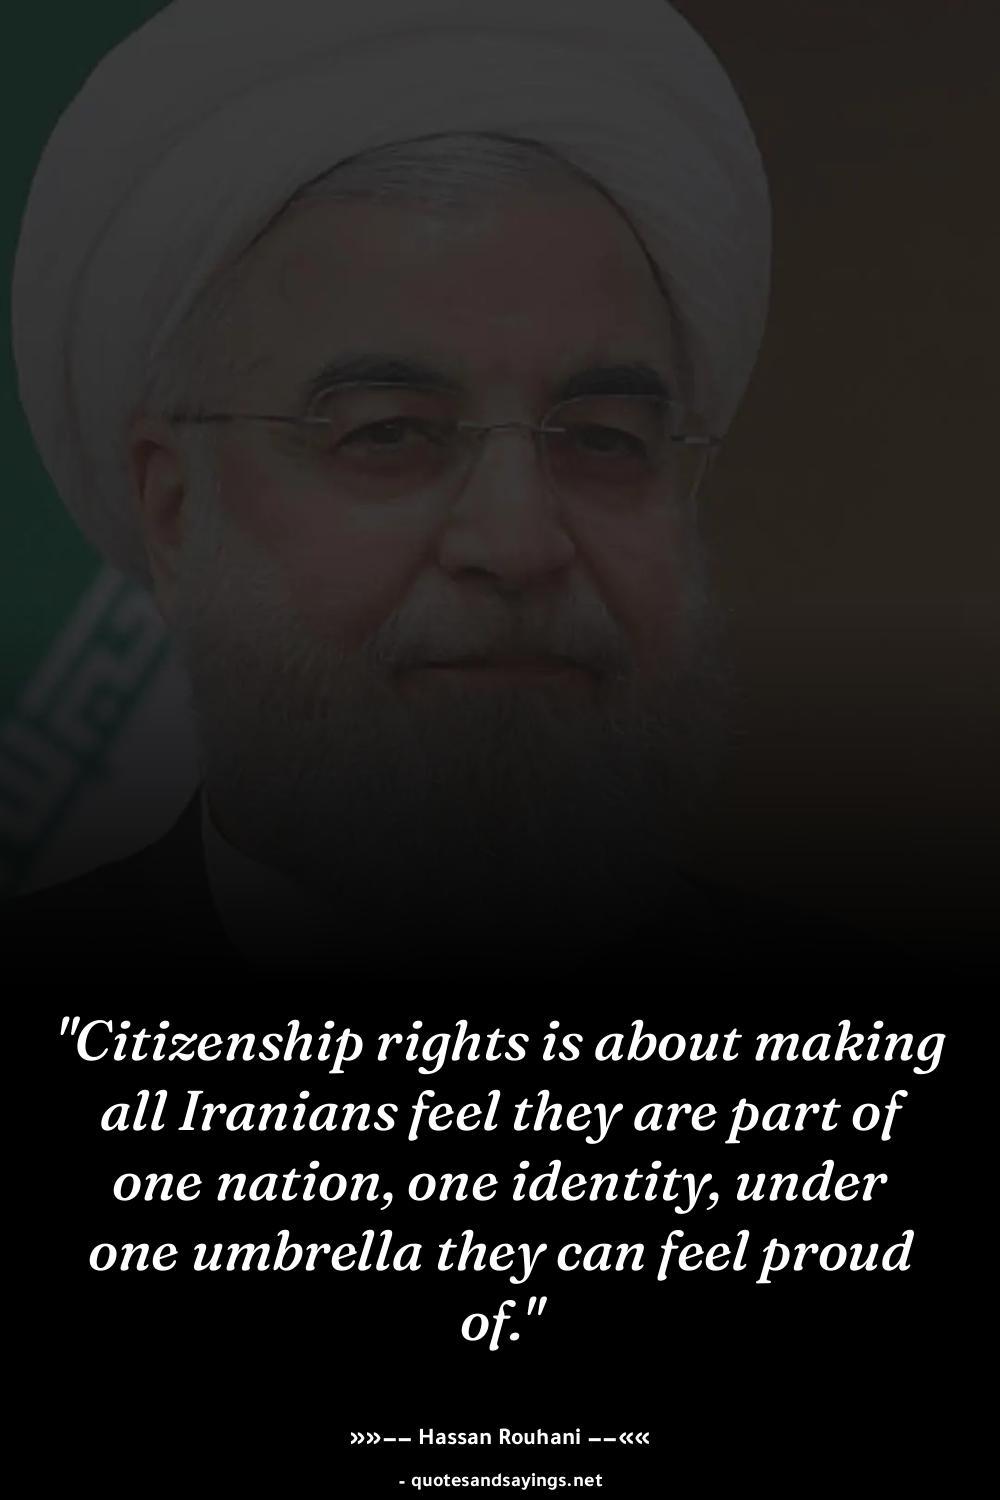 "Citizenship rights is about making
all Iranians feel they are part of
one nation, one identity, under
one umbrella they can feel proud
of."
»»–– Hassan Rouhani ––««
- quotesandsayings.net